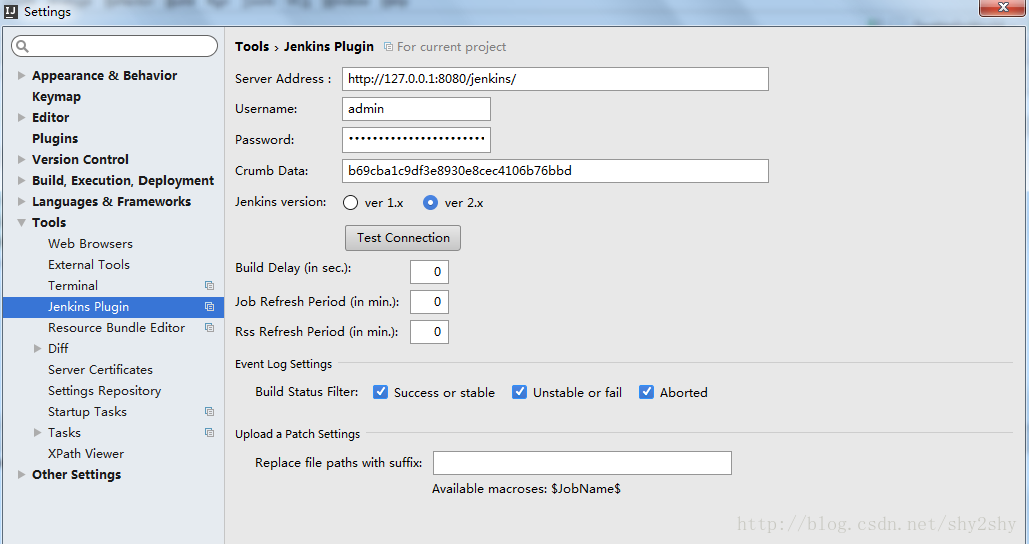 Settings
Appearance & Behavior
Keymap
Editor
Plugins
Version Control
Build, Execution, Deployment
Languages & Frameworks
Tools
Web Browsers
External Tools
Terminal
Jenkins Plugin
Resource Bundle Editor
Diff
Server Certificates
Settings Repository
Startup Tasks
Tasks
XPath Viewer
Other Settings
Tools › Jenkins Plugin For current project
Server Address : http://127.0.0.1:8080/jenkins/
Username: admin
Password: ••••••••••••••••••••••
Crumb Data: b69cba1c9df3e8930e8cec4106b76bbd
Jenkins version: ver 1.x ver 2.x
Test Connection
Build Delay (in sec.): 0
Job Refresh Period (in min.): 0
Rss Refresh Period (in min.): 0
Event Log Settings
Build Status Filter: Success or stable Unstable or fail Aborted
Upload a Patch Settings
Replace file paths with suffix:
Available macroses: $JobName$
http://blog.csdn.net/shy2shy